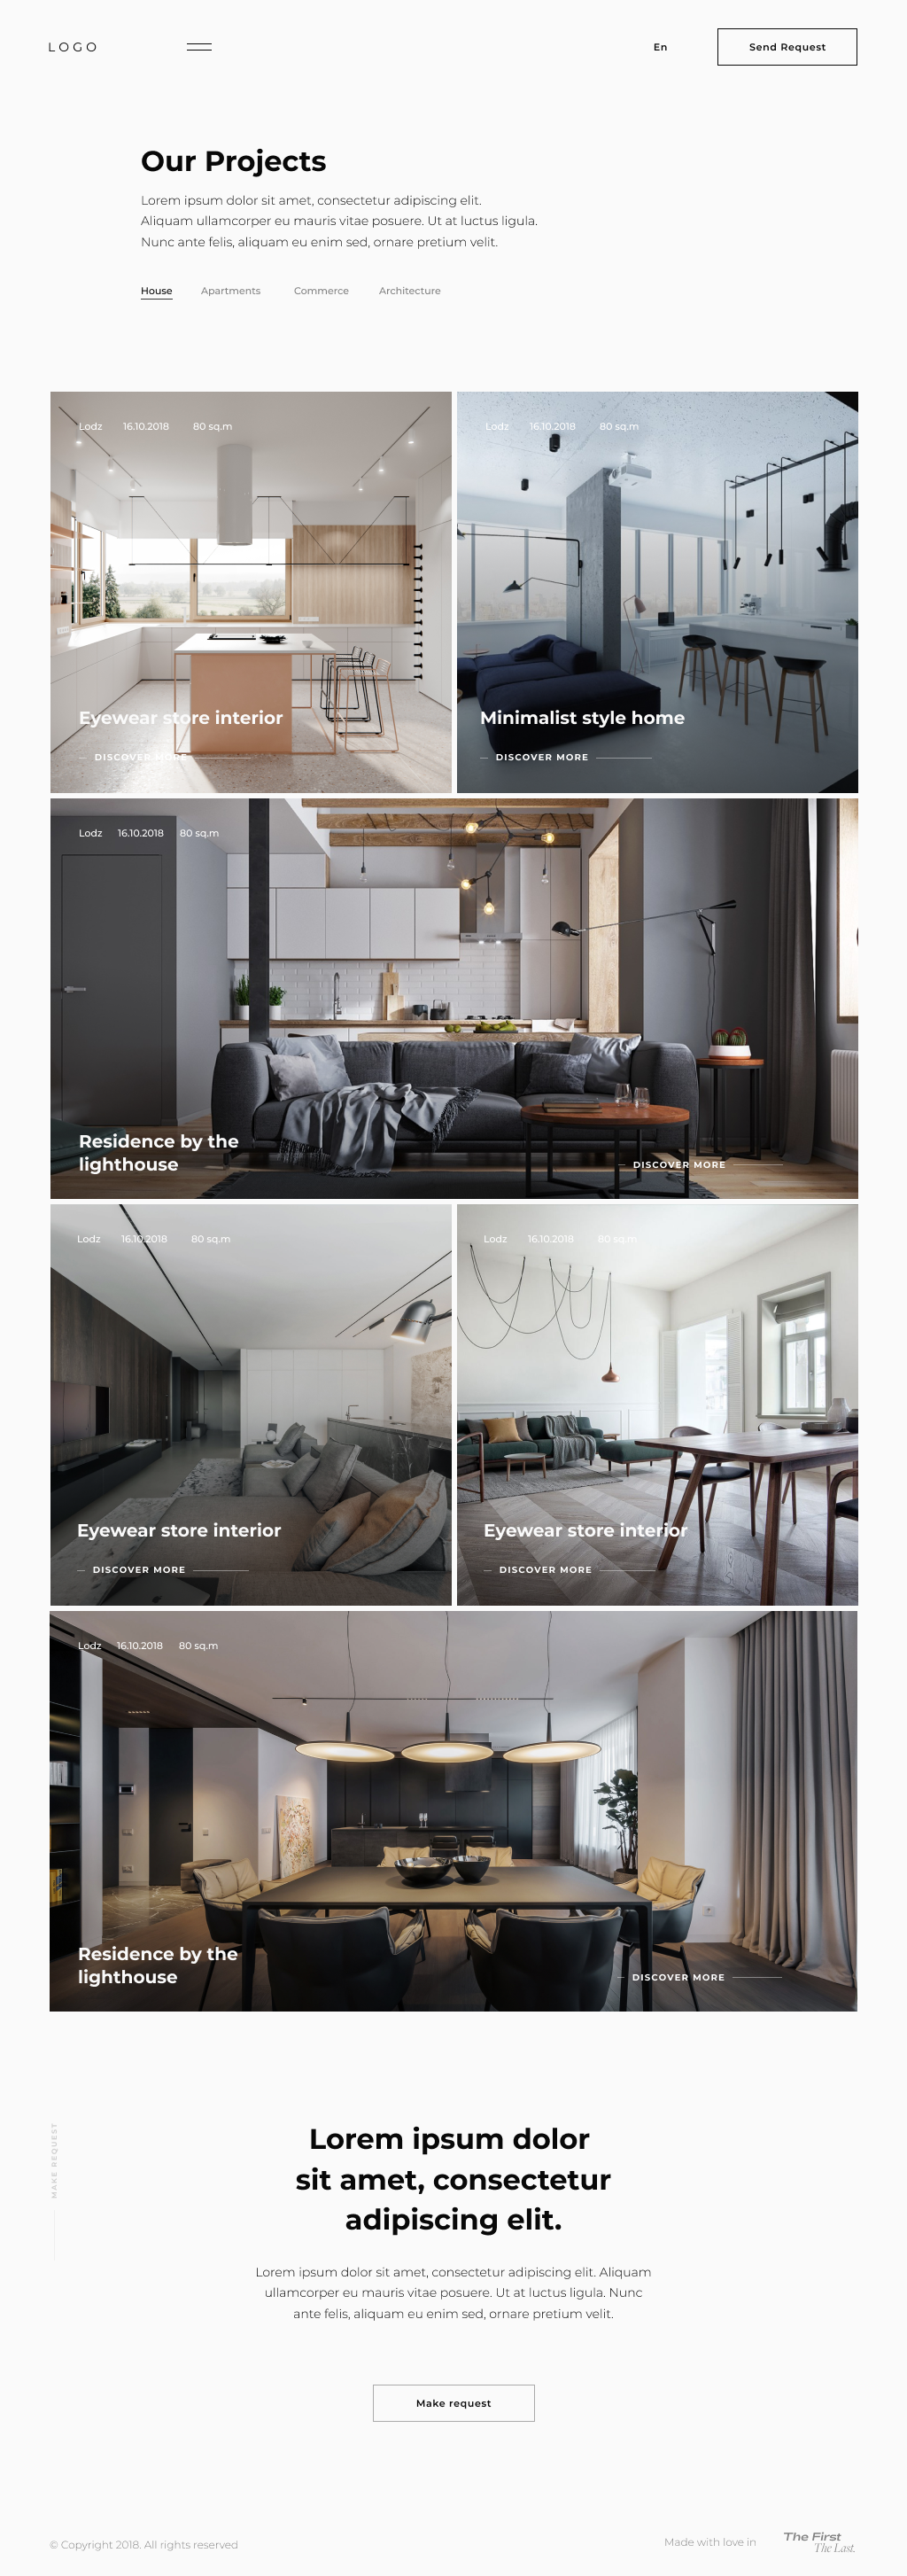 LOGO
En
Send Request
Our Projects
Lorem ipsum dolor sit amet, consectetur adipiscing elit.
Aliquam ullamcorper eu mauris vitae posuere. Ut at luctus ligula.
Nunc ante felis, aliquam eu enim sed, ornare pretium velit.
House Apartments Commerce Architecture
Lodz 16.10.2018 80 sq.m
Eyewear store interior
DISCOVER MORE
Lodz 16.10.2018 80 sq.m
Minimalist style home
DISCOVER MORE
Lodz 16.10.2018 80 sq.m
Residence by the
lighthouse
DISCOVER MORE
Lodz 16.10.2018 80 sq.m
Eyewear store interior
DISCOVER MORE
Lodz 16.10.2018 80 sq.m
Eyewear store interior
DISCOVER MORE
Lodz 16.10.2018 80 sq.m
Residence by the
lighthouse
DISCOVER MORE
MAKE REQUEST
Lorem ipsum dolor
sit amet, consectetur
adipiscing elit.
Lorem ipsum dolor sit amet, consectetur adipiscing elit. Aliquam
ullamcorper eu mauris vitae posuere. Ut at luctus ligula. Nunc
ante felis, aliquam eu enim sed, ornare pretium velit.
Make request
© Copyright 2018. All rights reserved
Made with love in
The First
The Last.